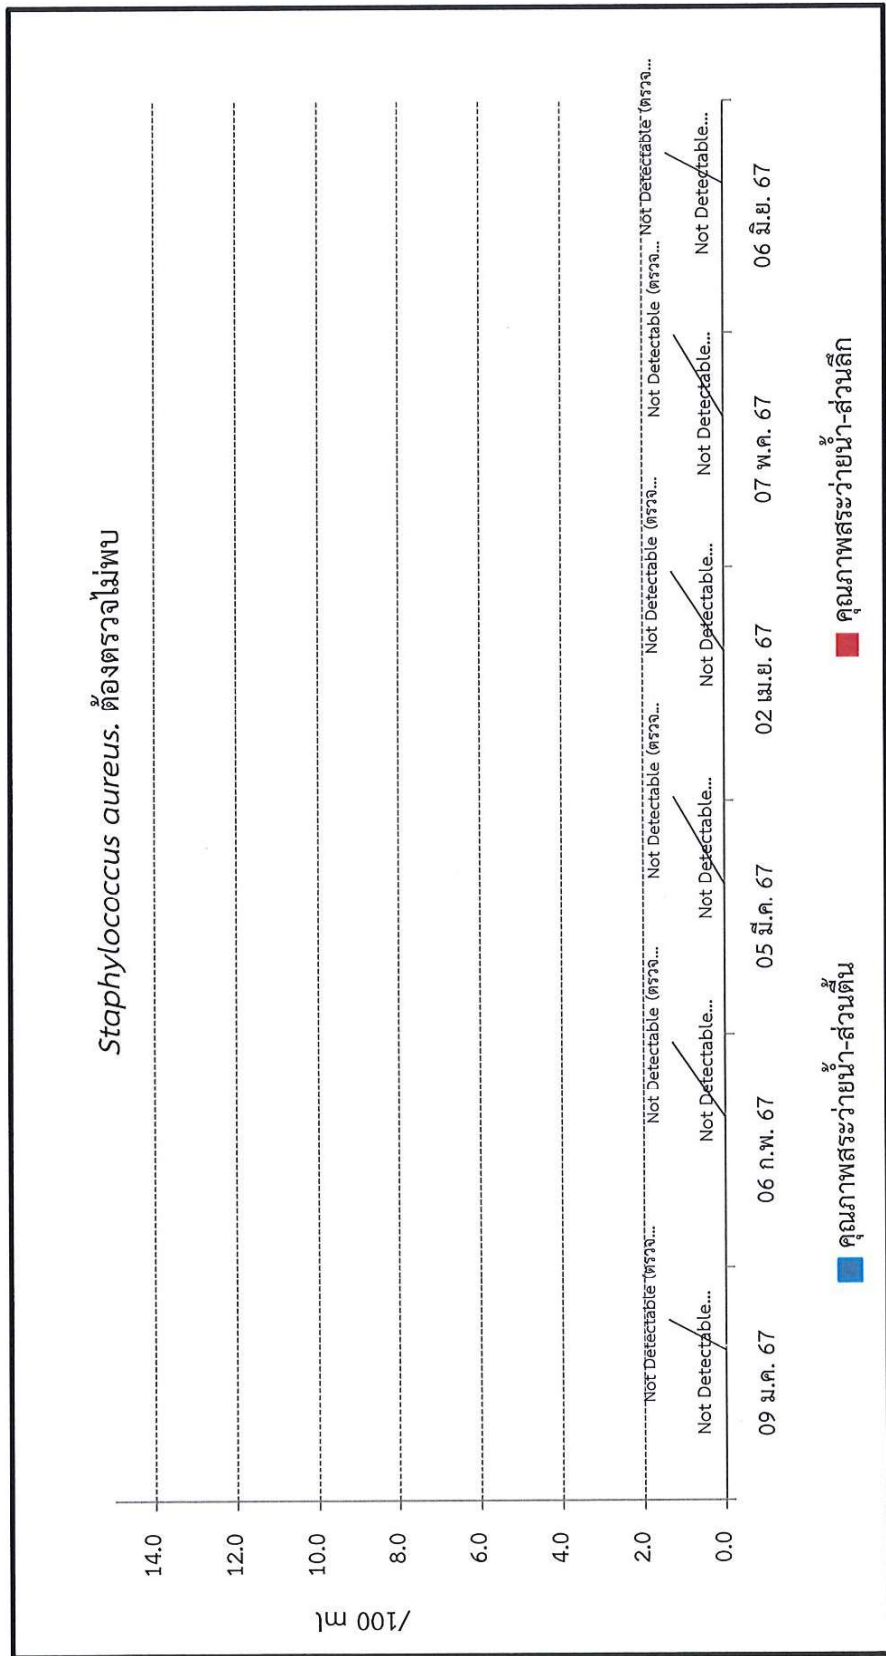 Staphylococcus aureus. ต้องตรวจไม่พบ
/100 ml
14.0
12.0
10.0
8.0
6.0
4.0
2.0
0.0
Not Detectable (ตรวจ...
Not Detectable (ตรวจ...
Not Detectable (ตรวจ...
Not Detectable (ตรวจ...
Not Detectable (ตรวจ...
Not Detectable (ตรวจ...
Not Detectable...
Not Detectable...
Not Detectable...
Not Detectable...
Not Detectable...
Not Detectable...
09 ม.ค. 67
06 ก.พ. 67
05 มี.ค. 67
02 เม.ย. 67
07 พ.ค. 67
06 มิ.ย. 67
คุณภาพสระว่ายน้ำ-ส่วนตื้น
คุณภาพสระว่ายน้ำ-ส่วนลึก